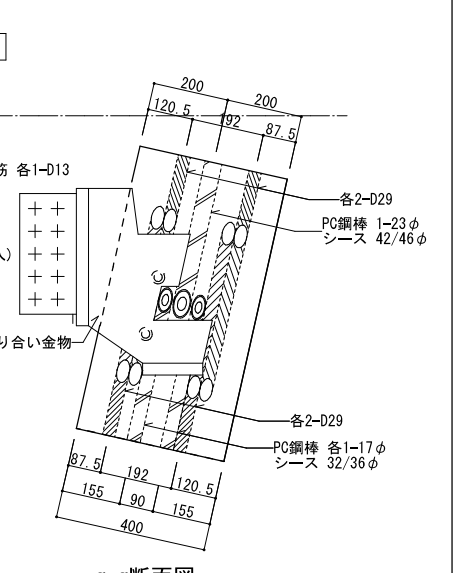 200 200
120.5 192 87.5
筋 各1-D13
各2-D29
PC鋼棒 1-23φ
シース 42/46φ
り合い金物
各2-D29
PC鋼棒 各1-17φ
シース 32/36φ
87.5 192 120.5
155 90 155
400
断面図